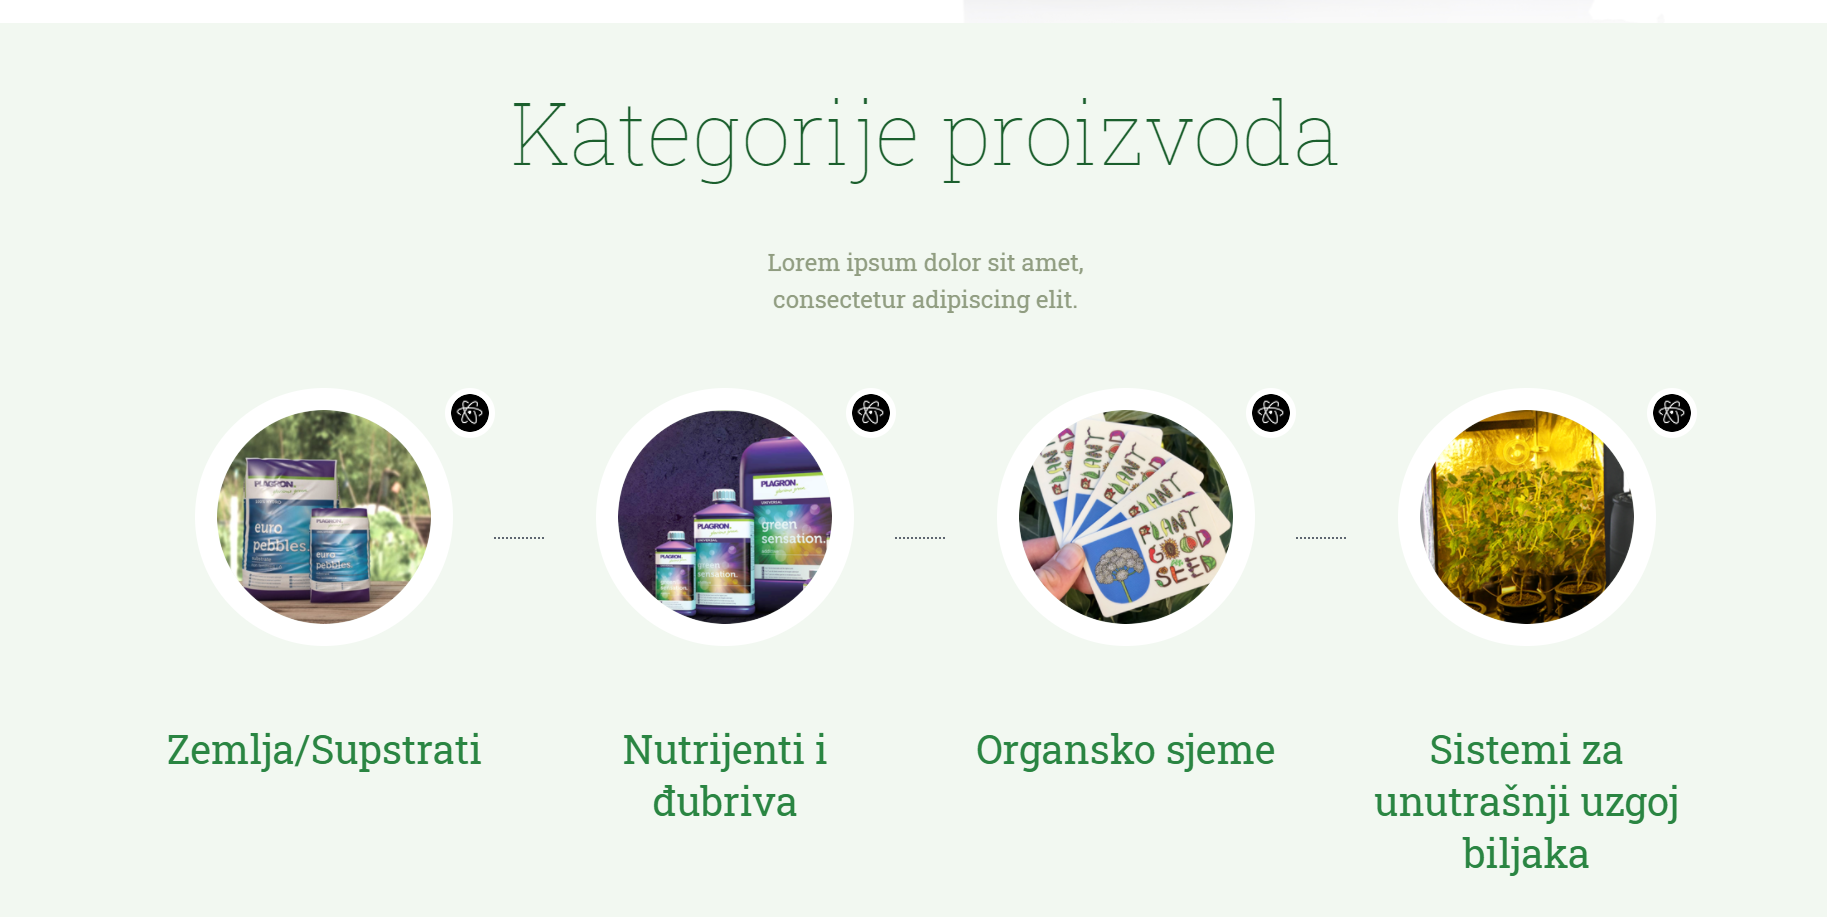 Kategorije proizvoda
Lorem ipsum dolor sit amet,
consectetur adipiscing elit.
PLAGRON
euro
pebbles.
PLAGRON
euro
pebbles.
PLAGRON
UNIVERSAL
green
sensation.
PLAGRON
green
sensation.
PLAGRON
green
sensation.
PLANT
PLANT
PLANT
PLANT
PLANT
GOOD
SEED
Zemlja/Supstrati
Nutrijenti i
đubriva
Organsko sjeme
Sistemi za
unutrašnji uzgoj
biljaka